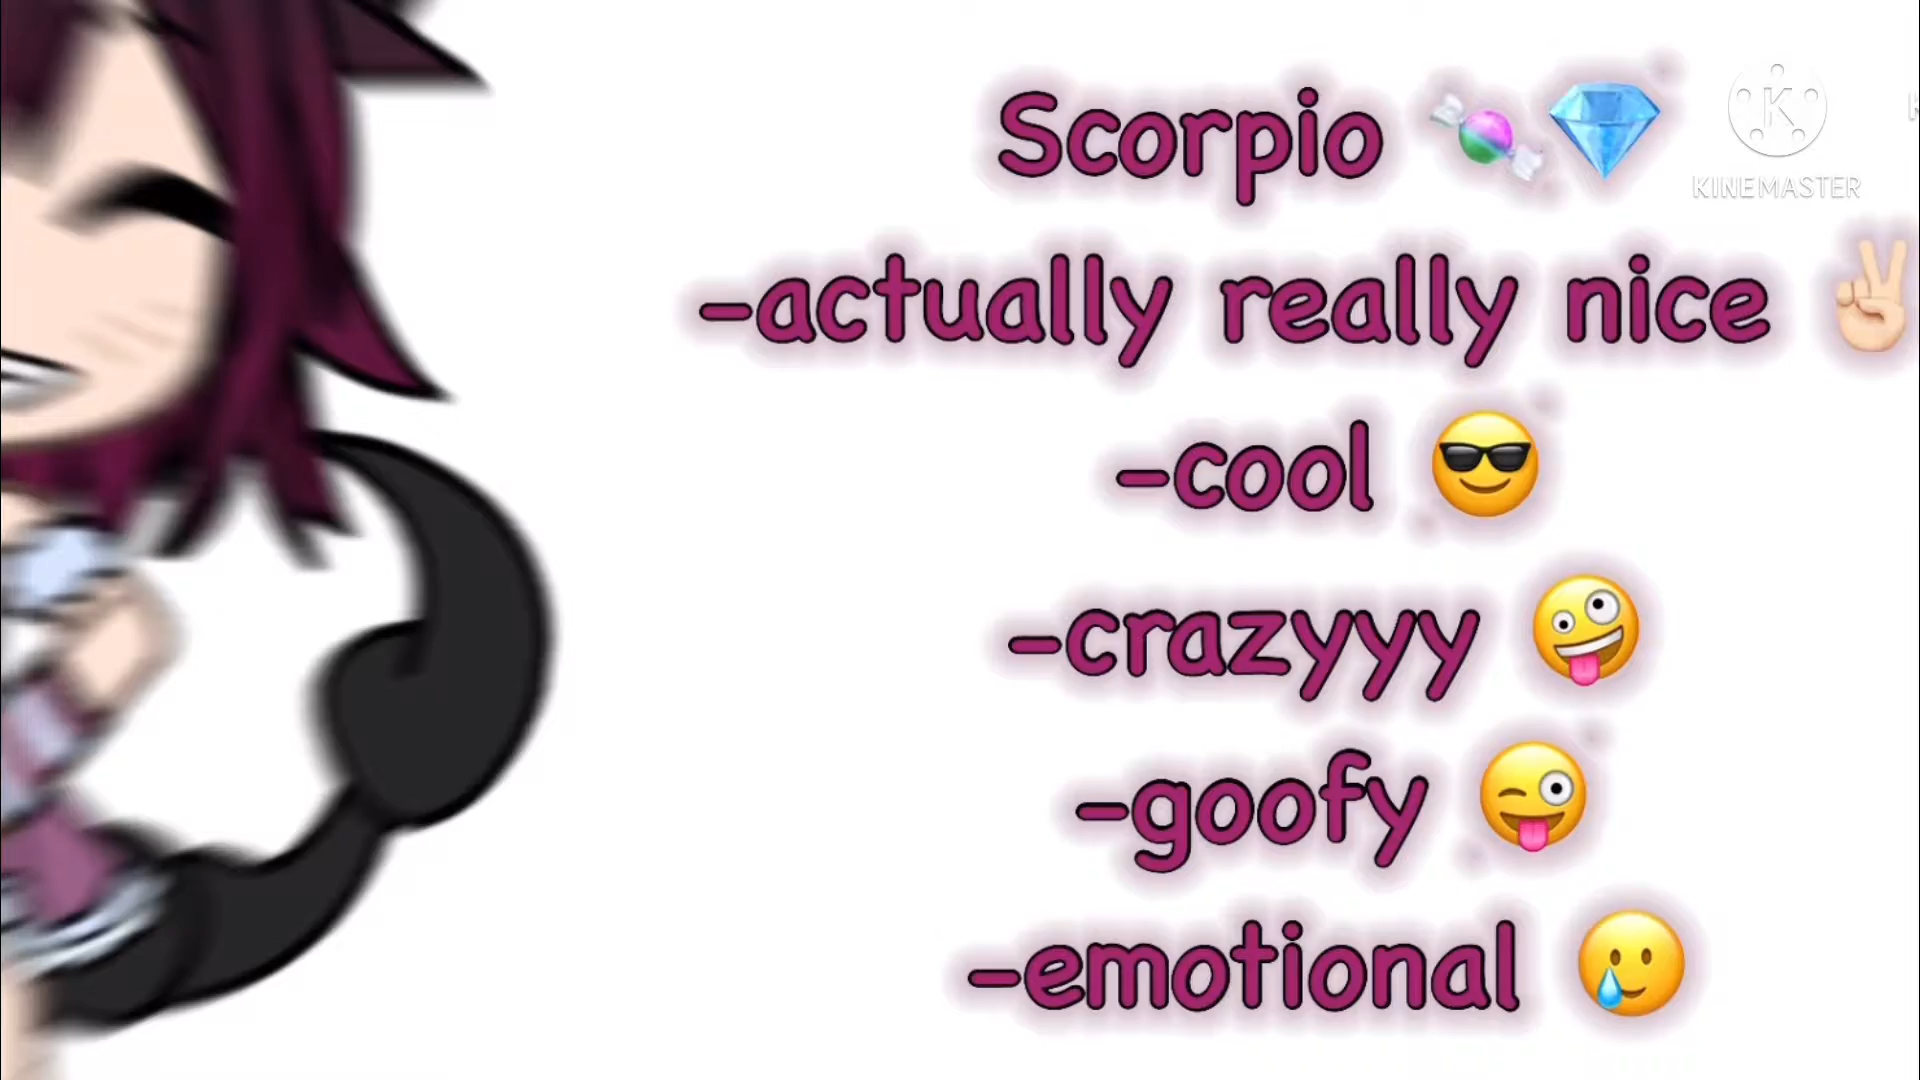 Scorpio 🍬💎
KINEMASTER
-actually really nice ✌🏻
-cool 😎
-crazyyy 🤪
-goofy 😜
-emotional 🥲